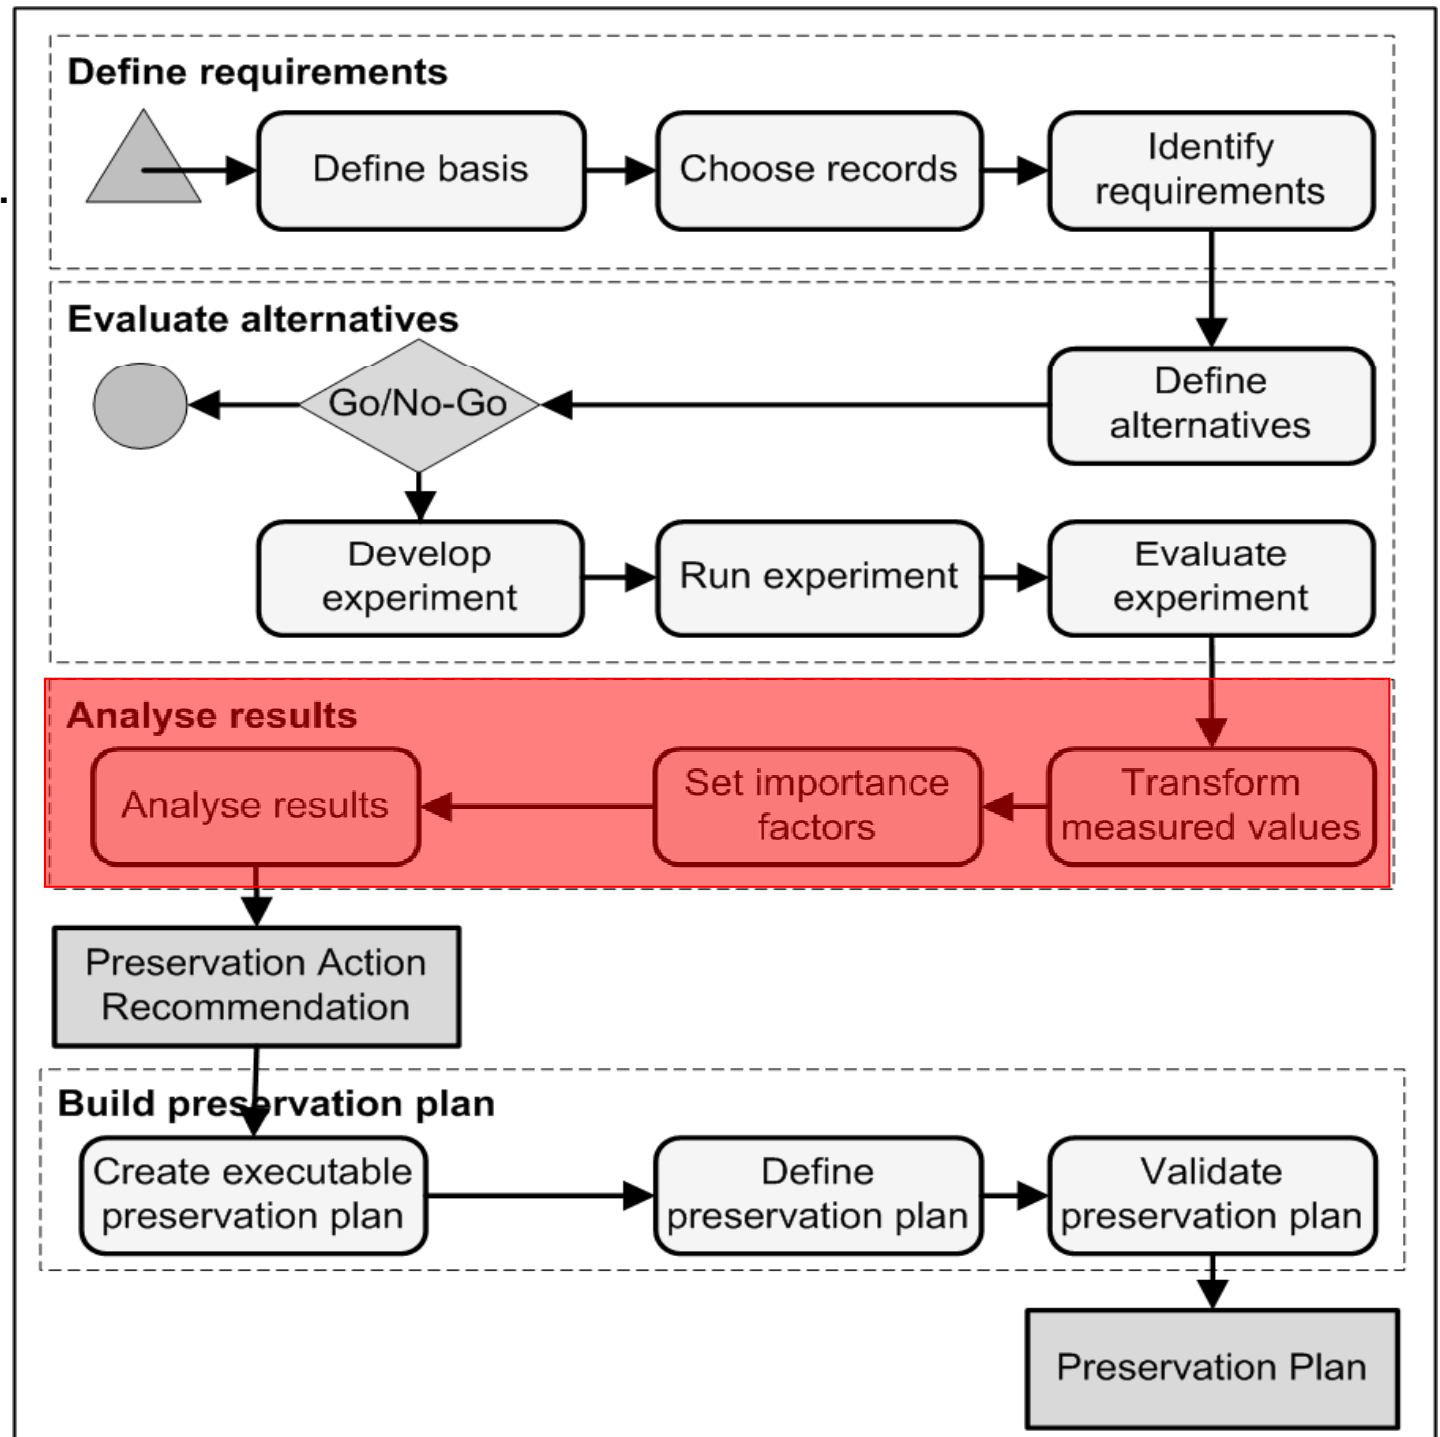 Define requirements
Define basis
Choose records
Identify
requirements
.
Evaluate alternatives
Go/No-Go
Define
alternatives
Develop
experiment
Run experiment
Evaluate
experiment
Analyse results
Analyse results
Set importance
factors
Transform
measured values
Preservation Action
Recommendation
Build preservation plan
Create executable
preservation plan
Define
preservation plan
Validate
preservation plan
Preservation Plan